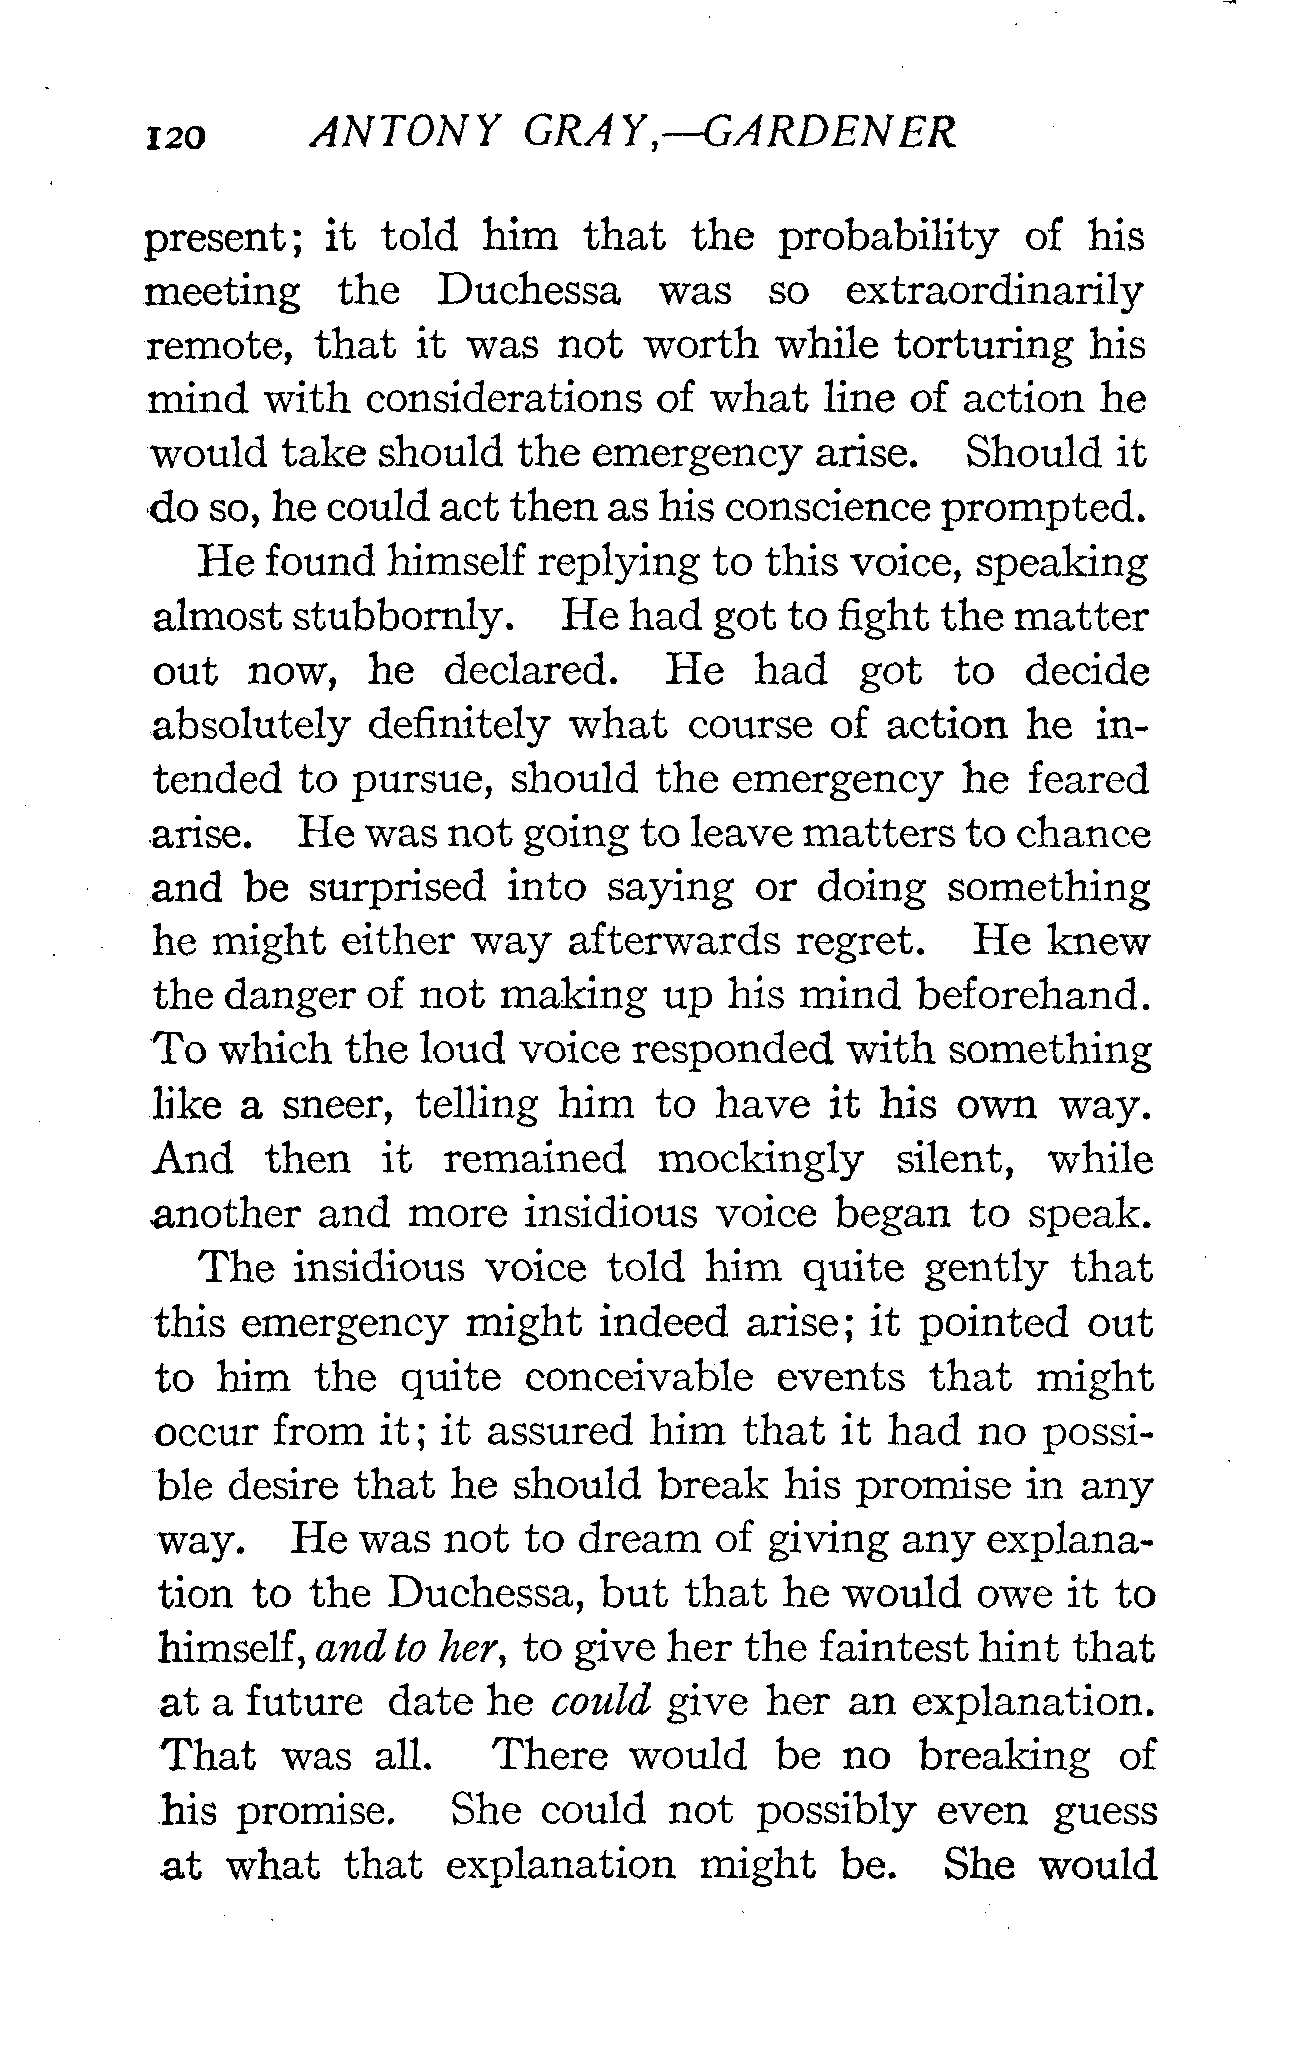 120 ANTONY GRAY,—GARDENER
present; it told him that the probability of his
meeting the Duchessa was so extraordinarily
remote, that it was not worth while torturing his
mind with considerations of what line of action he
would take should the emergency arise. Should it
do so, he could act then as his conscience prompted.
He found himself replying to this voice, speaking
almost stubbornly. He had got to fight the matter
out now, he declared. He had got to decide
absolutely definitely what course of action he in-
tended to pursue, should the emergency he feared
arise. He was not going to leave matters to chance
and be surprised into saying or doing something
he might either way afterwards regret. He knew
the danger of not making up his mind beforehand.
To which the loud voice responded with something
like a sneer, telling him to have it his own way.
And then it remained mockingly silent, while
another and more insidious voice began to speak.
The insidious voice told him quite gently that
this emergency might indeed arise; it pointed out
to him the quite conceivable events that might
occur from it; it assured him that it had no possi-
ble desire that he should break his promise in any
way. He was not to dream of giving any explana-
tion to the Duchessa, but that he would owe it to
himself, and to her, to give her the faintest hint that
at a future date he could give her an explanation.
That was all. There would be no breaking of
his promise. She could not possibly even guess
at what that explanation might be. She would